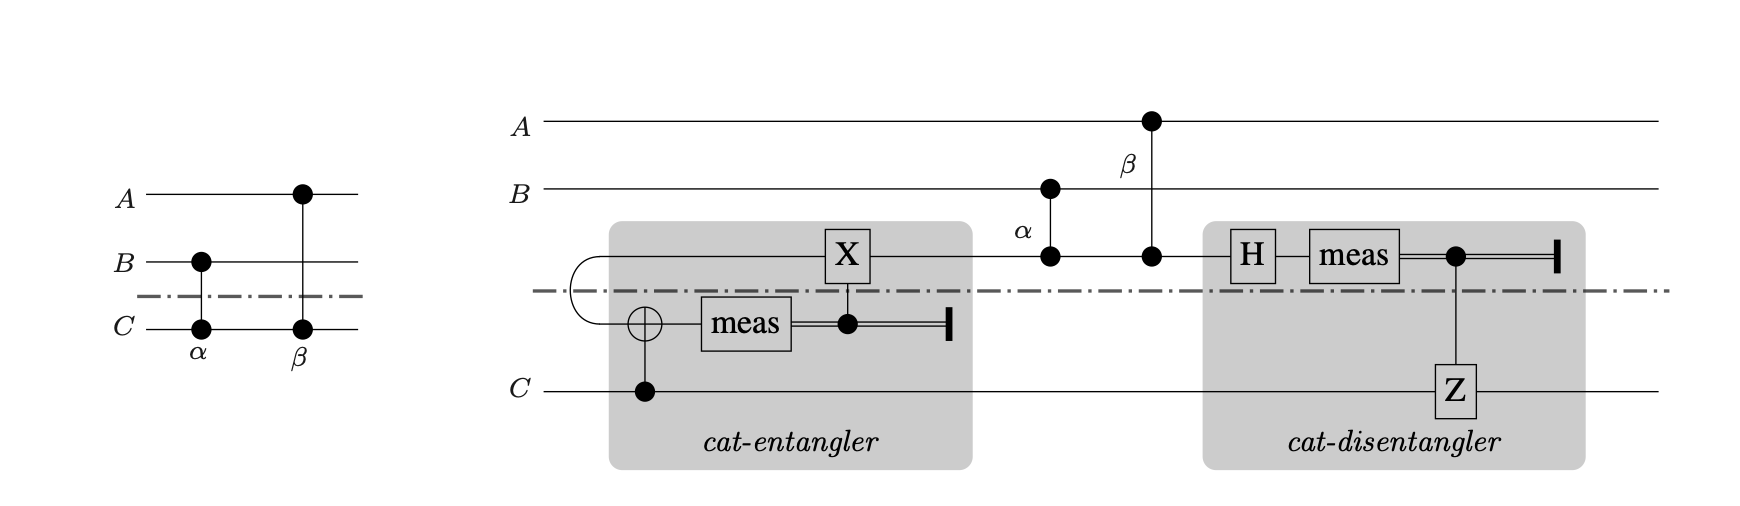 A
B
C
α
β
A
B
β
α
X
H
meas
meas
C
Z
cat-entangler
cat-disentangler